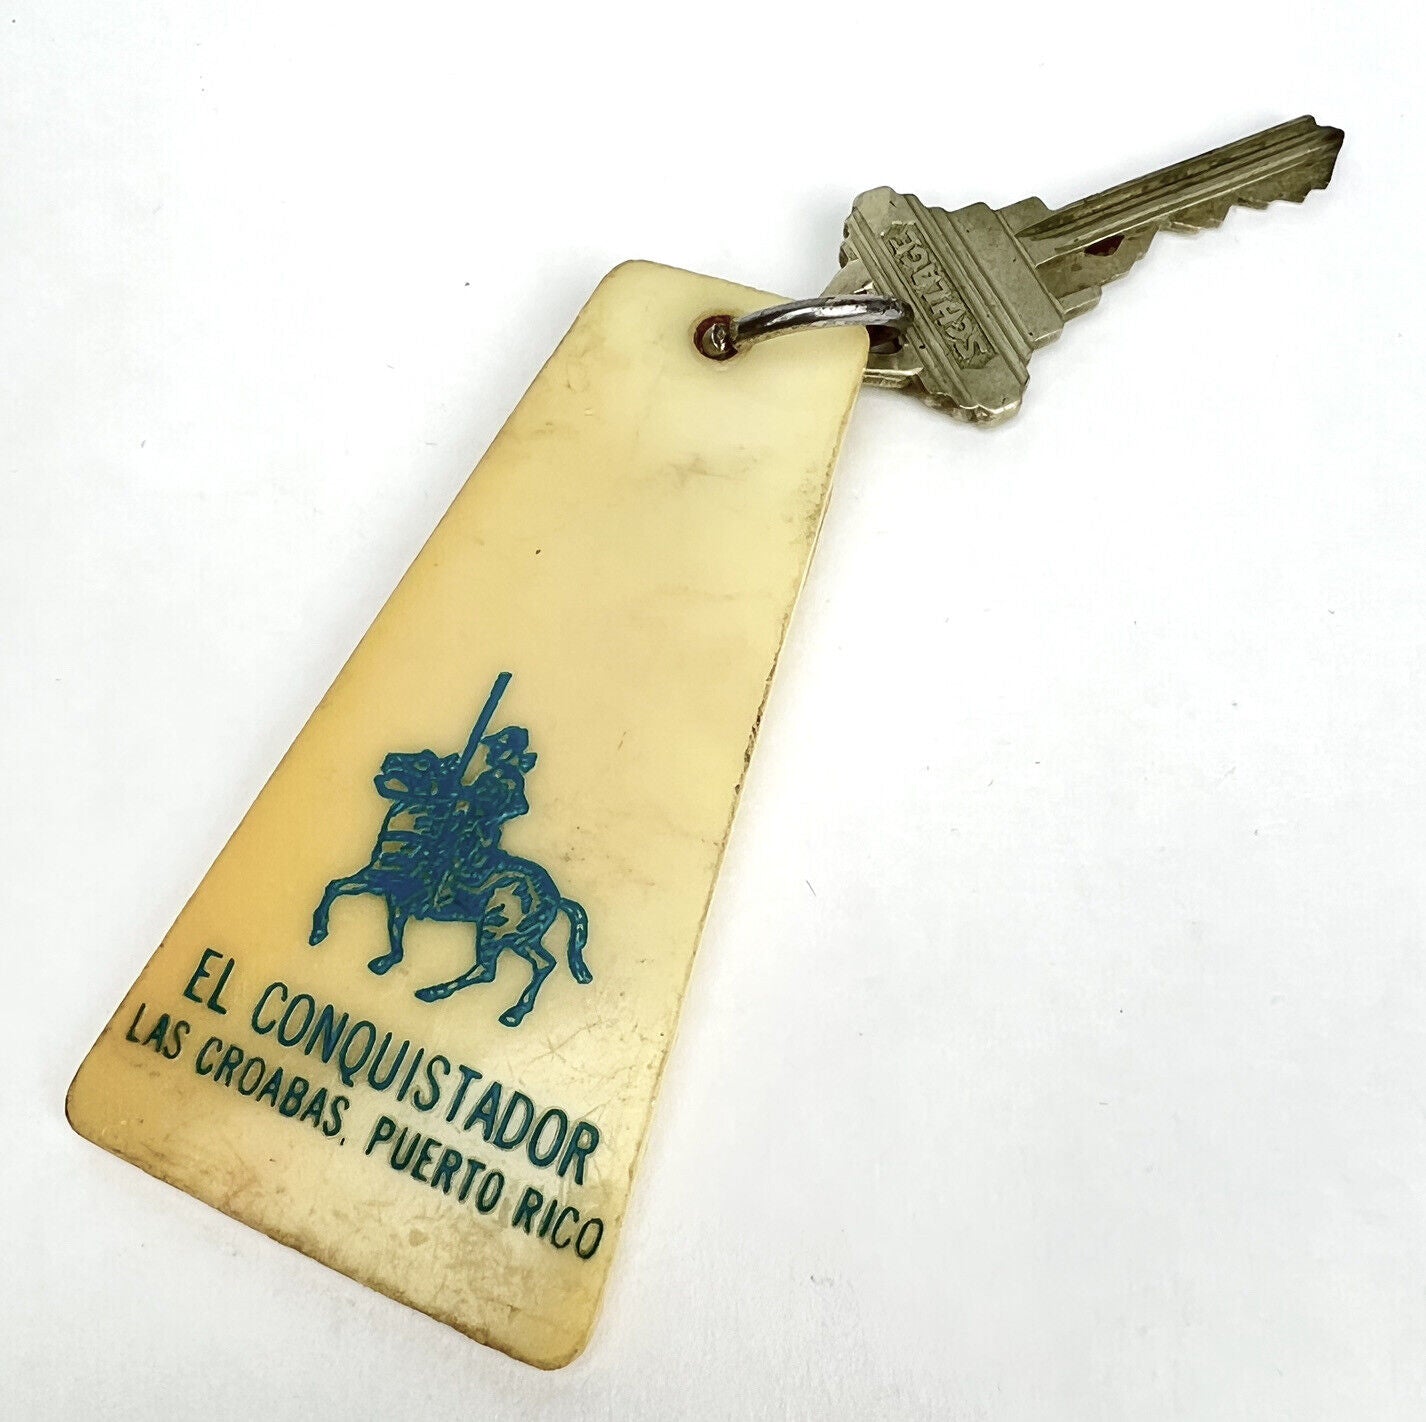 SCHLAGE
EL CONQUISTADOR
LAS CROABAS, PUERTO RICO